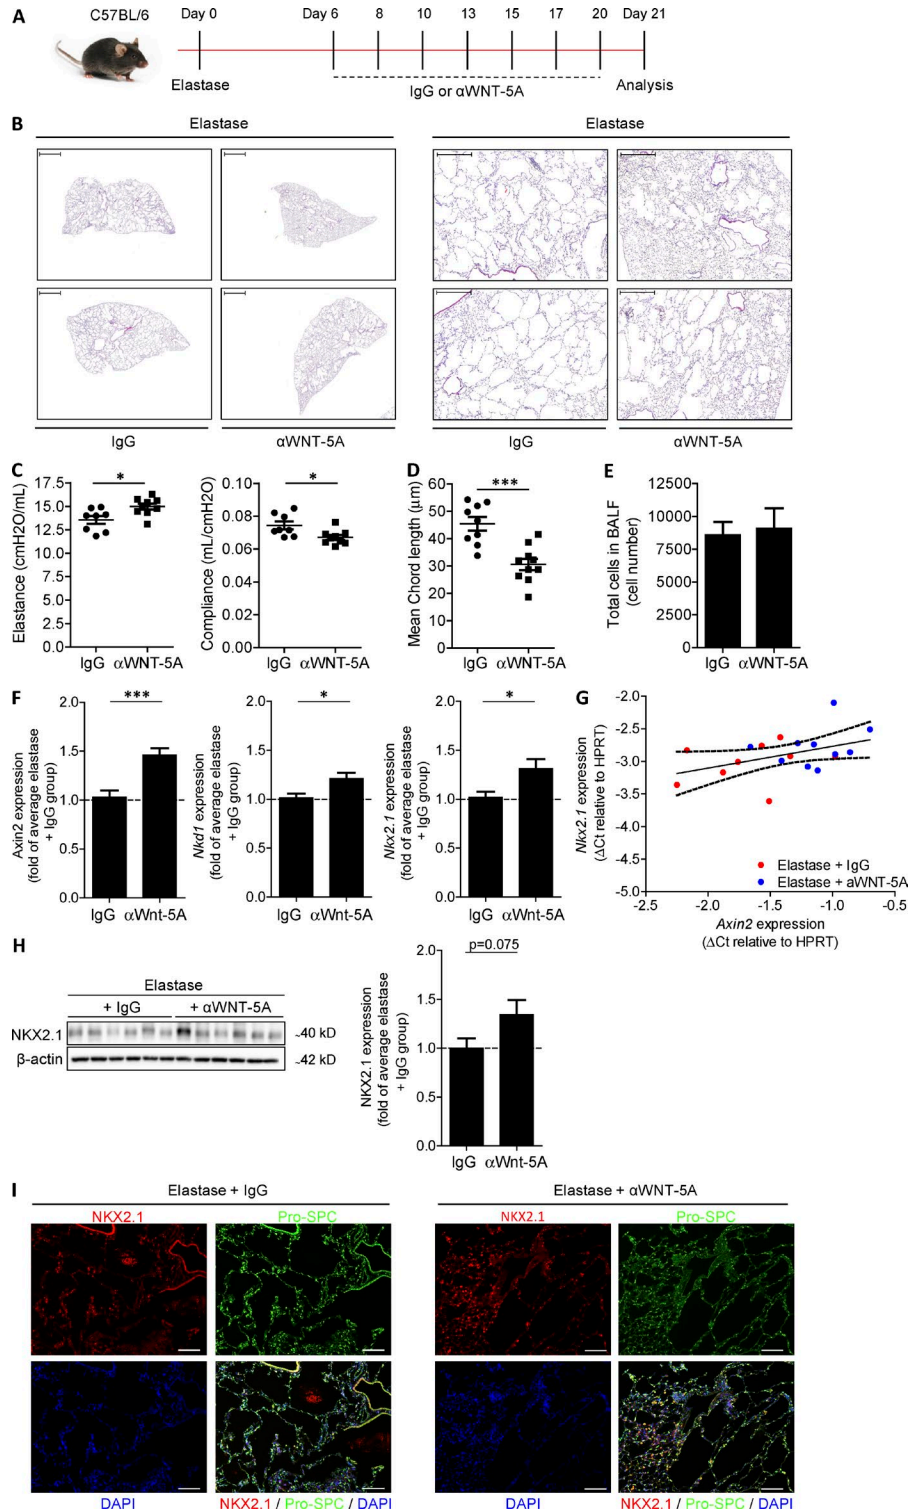 A
C57BL/6
Day 0
Day 6
8
10
13
15
17
20
Day 21
Elastase
IgG or αWNT-5A
Analysis
B
Elastase
Elastase
IgG
αWNT-5A
IgG
αWNT-5A
C
Elastance (cmH2O/mL)
17.5
15.0
12.5
10.0
7.5
5.0
2.5
0.0
*
IgG αWNT-5A
Compliance (mL/cmH2O)
0.10
0.08
0.06
0.04
0.02
0.00
*
IgG αWNT-5A
D
Mean Chord length (μm)
60
50
40
30
20
10
0
***
IgG αWNT-5A
E
Total cells in BALF
(cell number)
12500
10000
7500
5000
2500
0
IgG αWNT-5A
F
Axin2 expression
(fold of average elastase
+ IgG group)
2.0
1.5
1.0
0.5
0.0
***
IgG αWnt-5A
Nkd1 expression
(fold of average elastase
+ IgG group)
2.0
1.5
1.0
0.5
0.0
*
IgG αWnt-5A
Nkx2.1 expression
(fold of average elastase
+ IgG group)
2.0
1.5
1.0
0.5
0.0
*
IgG αWnt-5A
G
Nkx2.1 expression
(ΔCt relative to HPRT)
-2.0
-2.5
-3.0
-3.5
-4.0
-4.5
-5.0
Elastase + IgG
Elastase + aWNT-5A
-2.5
-2.0
-1.5
-1.0
-0.5
Axin2 expression
(ΔCt relative to HPRT)
H
Elastase
+ IgG
+ αWNT-5A
NKX2.1
~40 kD
β-actin
~42 kD
NKX2.1 expression
(fold of average elastase
+ IgG group)
2.0
1.5
1.0
0.5
0.0
p=0.075
IgG αWnt-5A
I
Elastase + IgG
Elastase + αWNT-5A
NKX2.1
Pro-SPC
NKX2.1
Pro-SPC
DAPI
NKX2.1 / Pro-SPC / DAPI
DAPI
NKX2.1 / Pro-SPC / DAPI